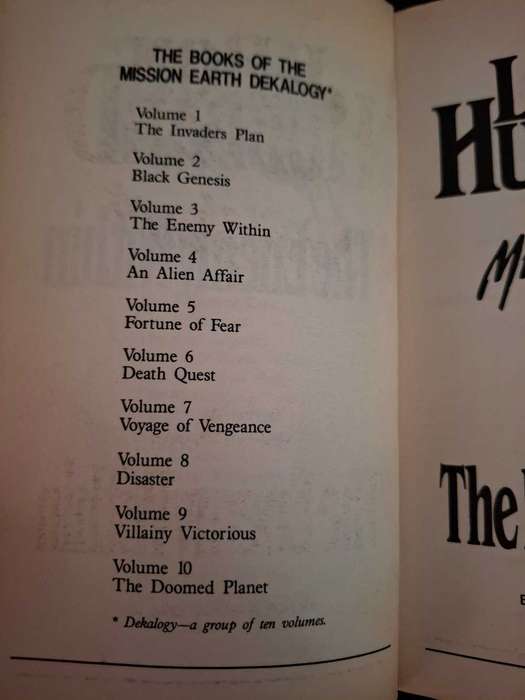 THE BOOKS OF THE
MISSION EARTH DEKALOGY*
Volume 1
The Invaders Plan
Volume 2
Black Genesis
Volume 3
The Enemy Within
Volume 4
An Alien Affair
Volume 5
Fortune of Fear
Volume 6
Death Quest
Volume 7
Voyage of Vengeance
Volume 8
Disaster
Volume 9
Villainy Victorious
Volume 10
The Doomed Planet
* Dekalogy—a group of ten volumes.
The